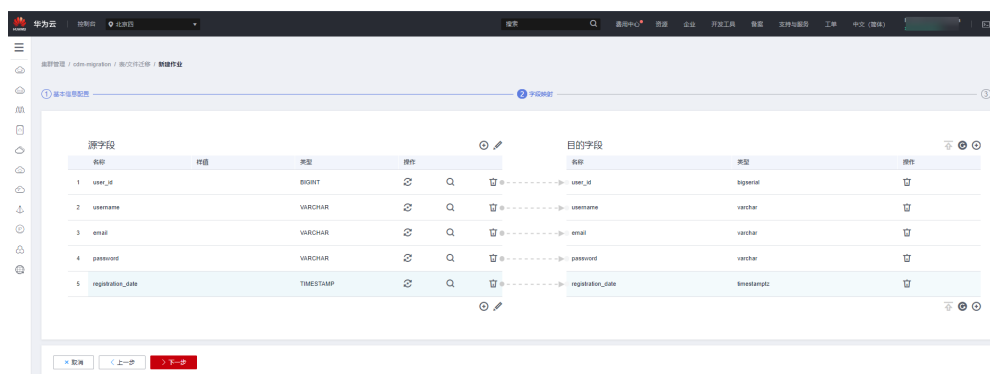 HUAWEI 华为云 控制台 北京四 搜索 费用中心 资源 企业 开发工具 备案 支持与服务 工单 中文 (简体)
集群管理 / cdm-migration / 表/文件迁移 / 新建作业
1 基本信息配置 2 字段映射 3
源字段 目的字段
名称 样值 类型 操作 名称 类型 操作
1 user_id BIGINT user_id bigserial
2 username VARCHAR username varchar
3 email VARCHAR email varchar
4 password VARCHAR password varchar
5 registration_date TIMESTAMP registration_date timestamptz
× 取消 < 上一步 > 下一步